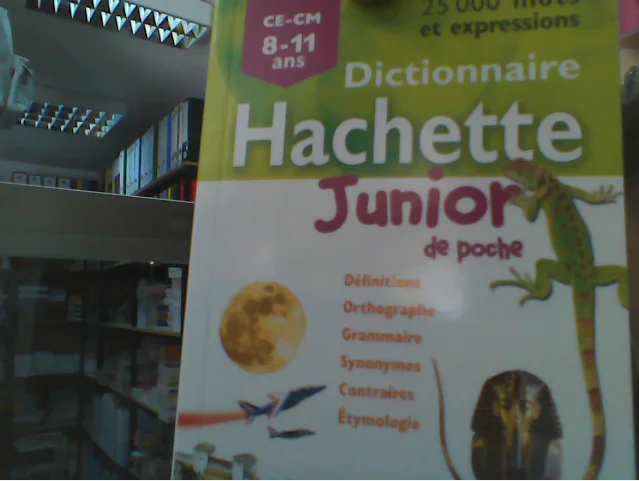 CE-CM
8-11
ans
25 000 mots
et expressions
Dictionnaire
Hachette
Junior
de poche
Définitions
Orthographe
Grammaire
Synonymes
Contraires
Étymologie